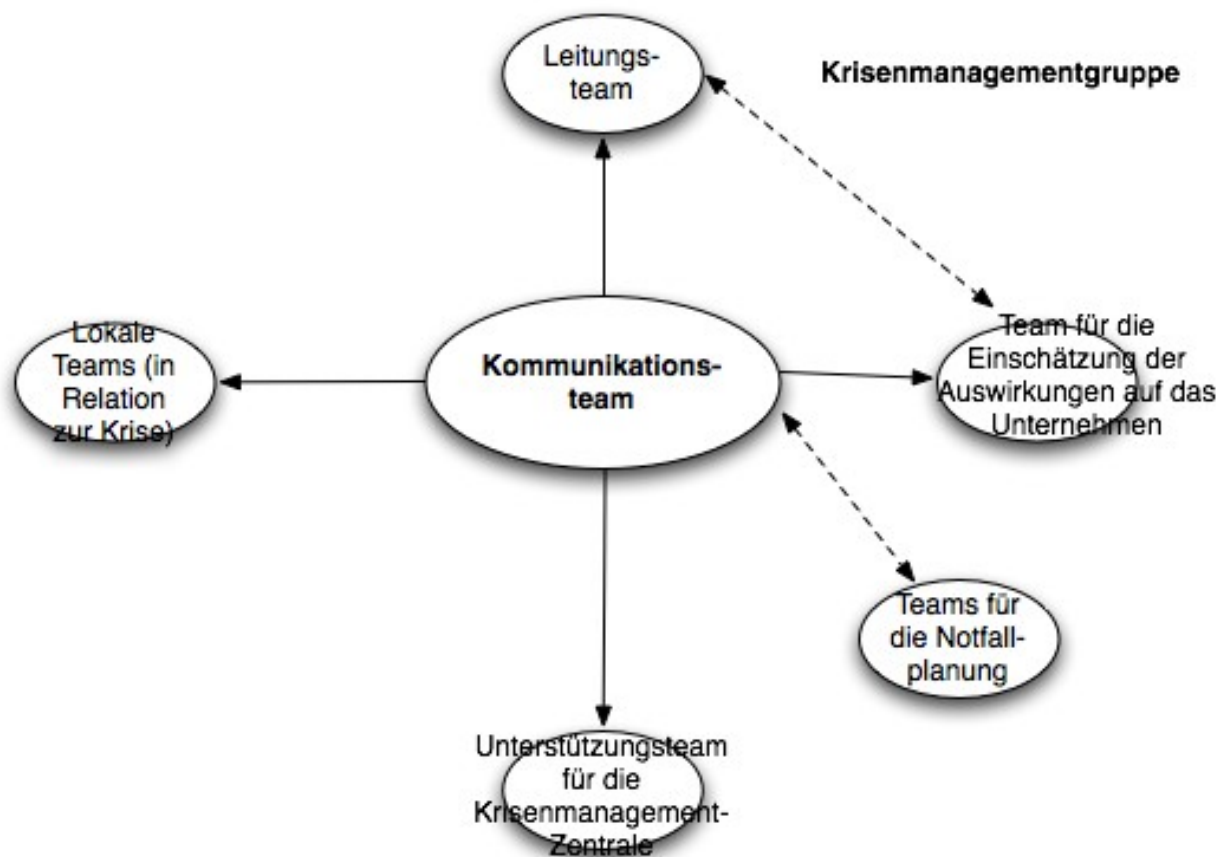 Leitungs-
team
Krisenmanagementgruppe
Lokale
Teams (in
Relation
zur Krise)
Kommunikations-
team
Team für die
Einschätzung der
Auswirkungen auf das
Unternehmen
Teams für
die Notfall-
planung
Unterstützungsteam
für die
Krisenmanagement-
Zentrale